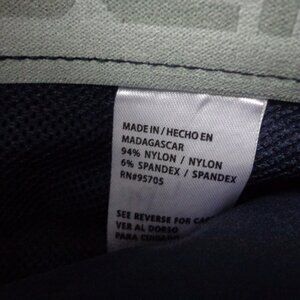 MADE IN / HECHO EN
MADAGASCAR
94% NYLON / NYLON
6% SPANDEX / SPANDEX
RN#95705
SEE REVERSE FOR CARE
VER AL DORSO
PARA CUIDADO